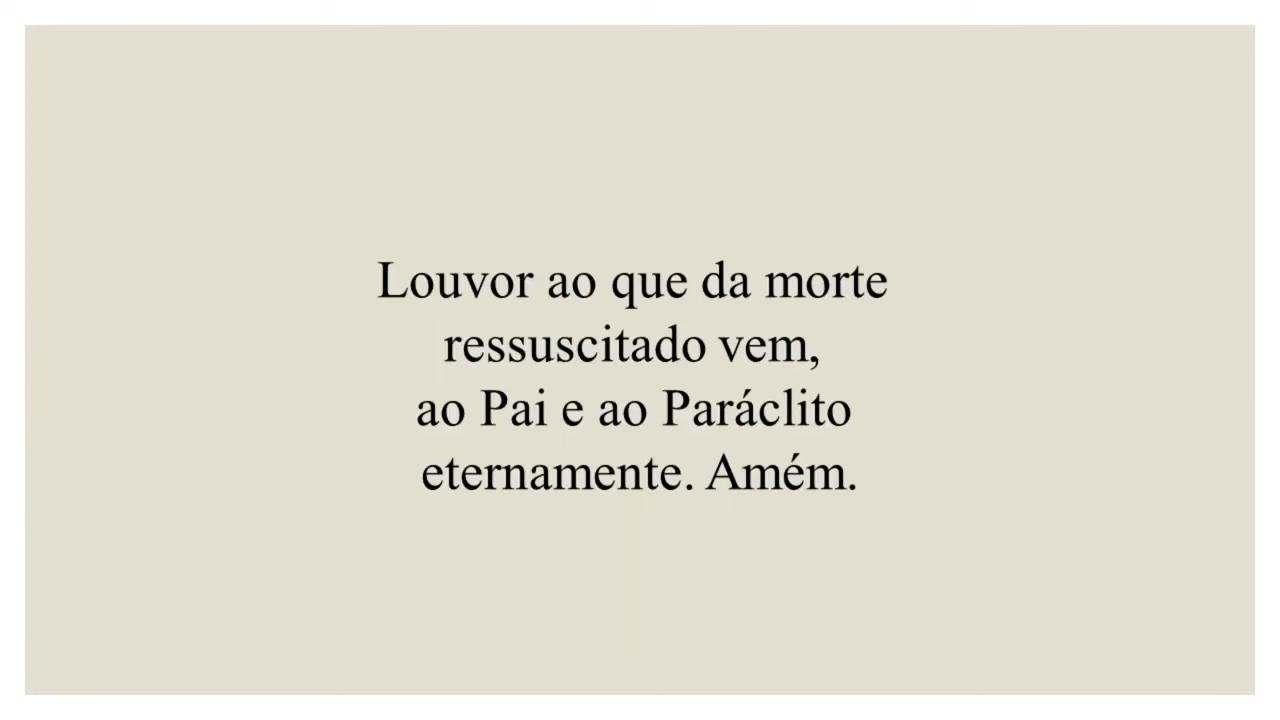 Louvor ao que da morte
ressuscitado vem,
ao Pai e ao Paráclito
eternamente. Amém.